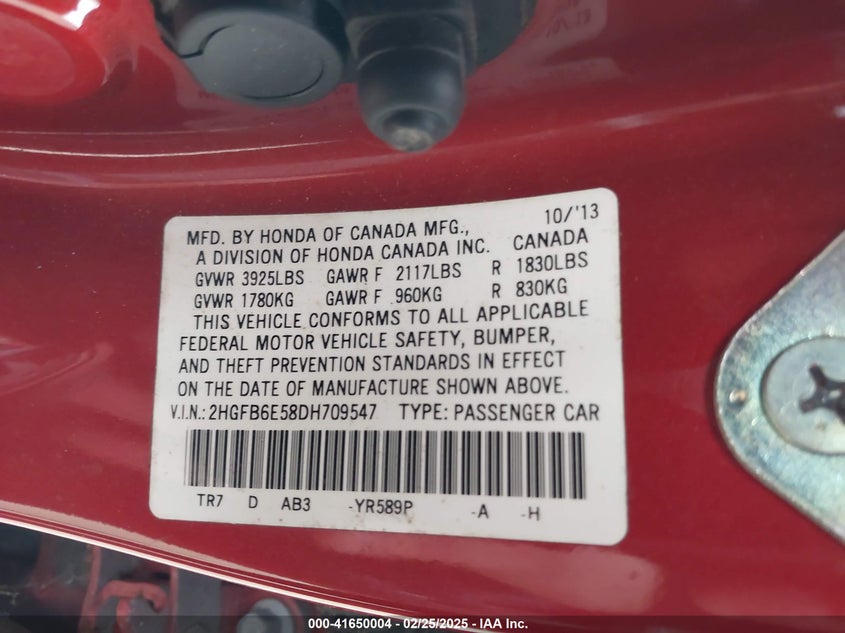 10/'13
MFD. BY HONDA OF CANADA MFG.,
A DIVISION OF HONDA CANADA INC. CANADA
GVWR 3925LBS GAWR F 2117LBS R 1830LBS
GVWR 1780KG GAWR F 960KG R 830KG
THIS VEHICLE CONFORMS TO ALL APPLICABLE
FEDERAL MOTOR VEHICLE SAFETY, BUMPER,
AND THEFT PREVENTION STANDARDS IN EFFECT
ON THE DATE OF MANUFACTURE SHOWN ABOVE.
V.I.N.:2HGFB6E58DH709547 TYPE: PASSENGER CAR
TR7 D AB3 -YR589P -A -H
000-41650004 - 02/25/2025 - IAA Inc.